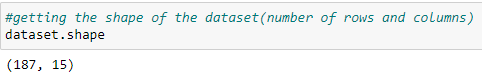 #getting the shape of the dataset(number of rows and columns)
dataset.shape
(187, 15)